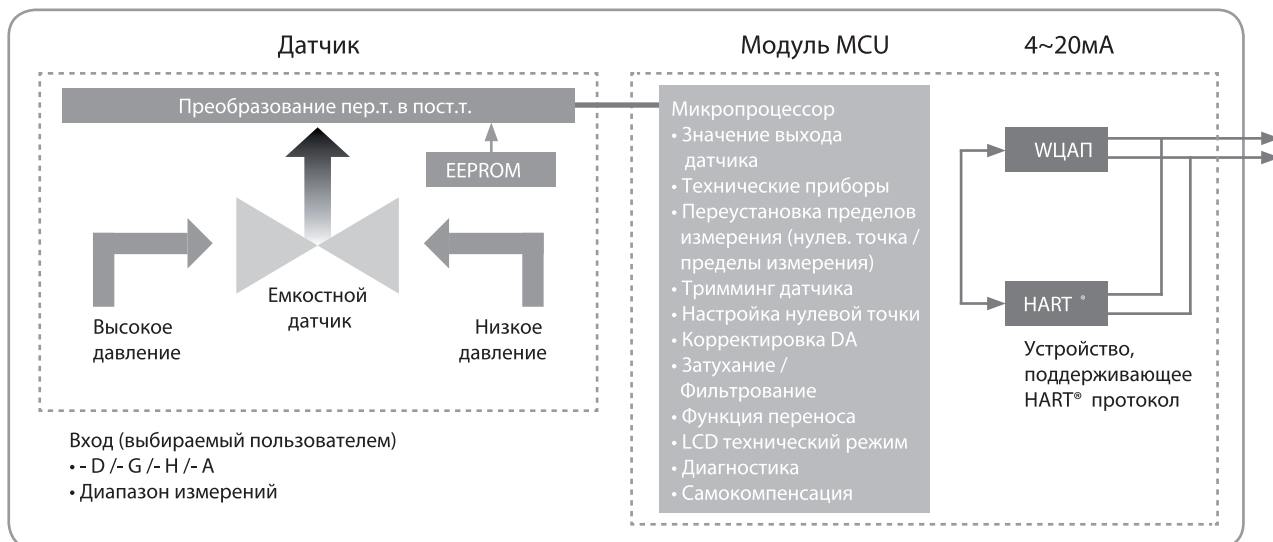 Датчик
Преобразование пер.т. в пост.т.
EEPROM
Емкостной
датчик
Высокое
давление
Низкое
давление
Вход (выбираемый пользователем)
• - D /- G /- H /- A
• Диапазон измерений
Модуль MCU
4~20мА
Микропроцессор
• Значение выхода
датчика
• Технические приборы
• Переустановка пределов
измерения (нулев. точка /
пределы измерения)
• Тримминг датчика
• Настройка нулевой точки
• Корректировка DA
• Затухание /
Фильтрование
• Функция переноса
• LCD технический режим
• Диагностика
• Самокомпенсация
WЦАП
HART ®
Устройство,
поддерживающее
HART® протокол